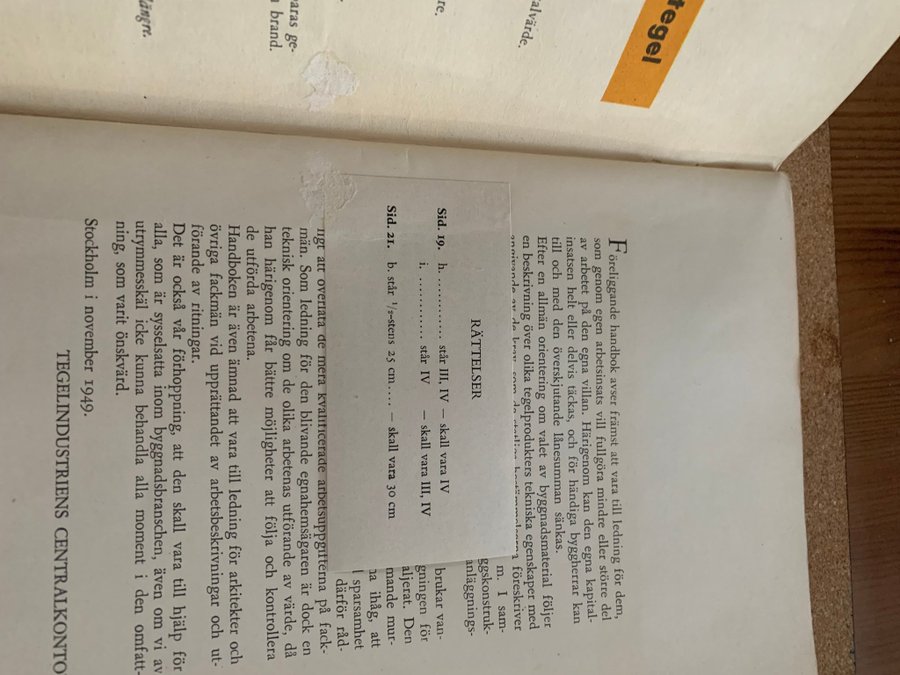 tegel
alvärde.
re,
paras ge-
n brand.
längre.
Föreliggande handbok avser främst att vara till ledning för dem,
som genom egen arbetsinsats vill fullgöra mindre eller större del
av arbetet på den egna villan. Härigenom kan den egna kapital-
insatsen helt eller delvis täckas, och för händiga byggherrar kan
till och med den överskjutande lånesumman sänkas.
Efter en allmän orientering om valet av byggnadsmaterial följer
en beskrivning över olika tegelprodukters tekniska egenskaper med
angivande av de krav som de föreskriver
m. I sam-
ggskonstruk-
anläggnings-
brukar van-
gningen för
aljerat. Den
mande mur-
na ihåg, att
l sparsamhet
därför råd-
RÄTTELSER
Sid. 19. h. ............ står III, IV — skall vara IV
i. ............ står IV — skall vara III, IV
Sid. 21. b. står ½-stens 25 cm..... — skall vara 30 cm
ligt att överlåta de mera kvalificerade arbetsuppgifterna på fack-
män. Som ledning för den blivande egnahemsägaren är dock en
teknisk orientering om de olika arbetenas utförande av värde, då
han härigenom får bättre möjligheter att följa och kontrollera
de utförda arbetena.
Handboken är även ämnad att vara till ledning för arkitekter och
övriga fackmän vid upprättandet av arbetsbeskrivningar och ut-
förande av ritningar.
Det är också vår förhoppning, att den skall vara till hjälp för
alla, som är sysselsatta inom byggnadsbranschen, även om vi av
utrymmesskäl icke kunna behandla alla moment i den omfatt-
ning, som varit önskvärd.
Stockholm i november 1949.
TEGELINDUSTRIENS CENTRALKONTO